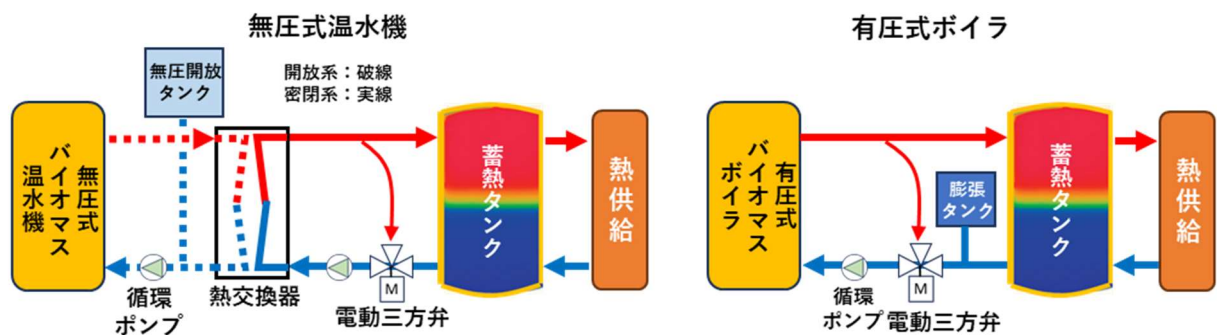 無圧式温水機
有圧式ボイラ
無圧開放
タンク
開放系：破線
密閉系：実線
無圧式
バイオマス
温水機
蓄熱タンク
熱供給
循環
ポンプ
熱交換器
M
電動三方弁
有圧式
バイオマス
ボイラ
膨張
タンク
蓄熱タンク
熱供給
循環
ポンプ
M
電動三方弁